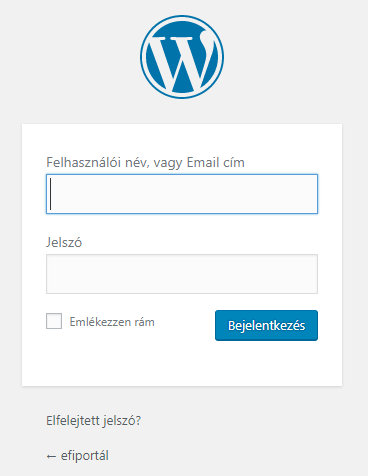 Felhasználói név, vagy Email cím
Jelszó
Emlékezzen rám
Bejelentkezés
Elfelejtett jelszó?
← efiportál